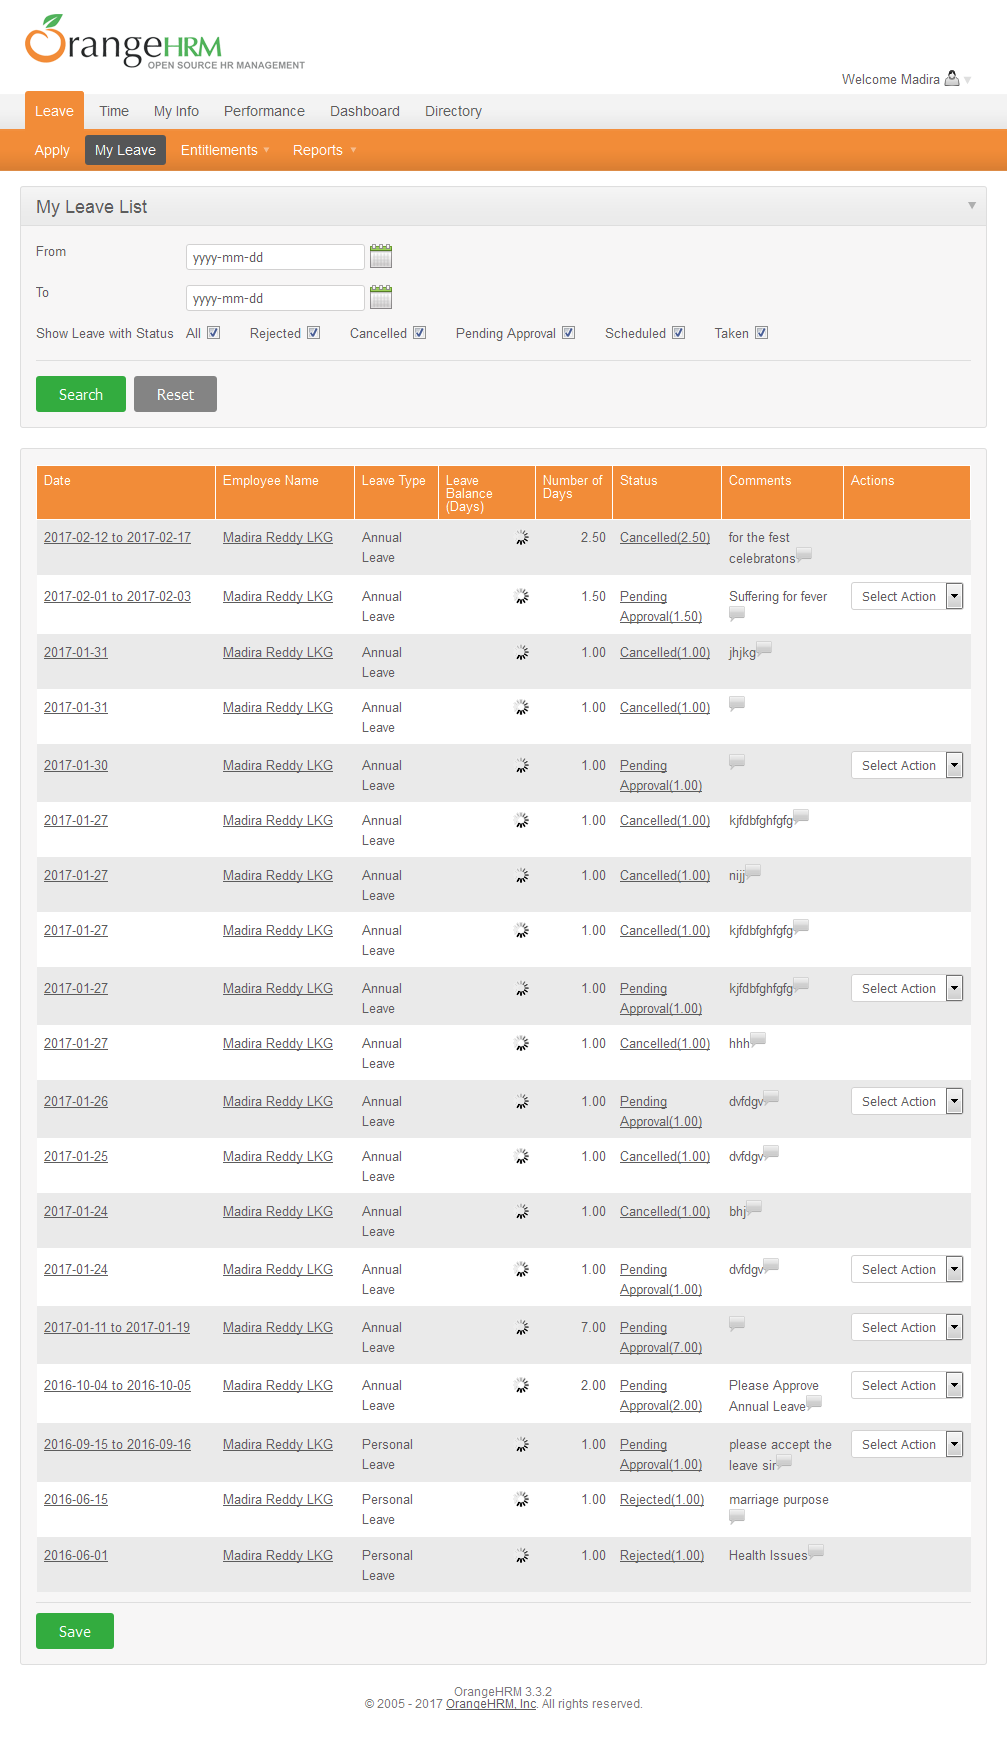 OrangeHRM
OPEN SOURCE HR MANAGEMENT
Welcome Madira
Leave Time My Info Performance Dashboard Directory
Apply My Leave Entitlements Reports
My Leave List
From yyyy-mm-dd
To yyyy-mm-dd
Show Leave with Status All Rejected Cancelled Pending Approval Scheduled Taken
Search Reset
Date Employee Name Leave Type Leave Balance (Days) Number of Days Status Comments Actions
2017-02-12 to 2017-02-17 Madira Reddy LKG Annual Leave 2.50 Cancelled(2.50) for the fest celebratons
2017-02-01 to 2017-02-03 Madira Reddy LKG Annual Leave 1.50 Pending Approval(1.50) Suffering for fever Select Action
2017-01-31 Madira Reddy LKG Annual Leave 1.00 Cancelled(1.00) jhjkg
2017-01-31 Madira Reddy LKG Annual Leave 1.00 Cancelled(1.00)
2017-01-30 Madira Reddy LKG Annual Leave 1.00 Pending Approval(1.00) Select Action
2017-01-27 Madira Reddy LKG Annual Leave 1.00 Cancelled(1.00) kjfdbfghfgfg
2017-01-27 Madira Reddy LKG Annual Leave 1.00 Cancelled(1.00) nijj
2017-01-27 Madira Reddy LKG Annual Leave 1.00 Cancelled(1.00) kjfdbfghfgfg
2017-01-27 Madira Reddy LKG Annual Leave 1.00 Pending Approval(1.00) kjfdbfghfgfg Select Action
2017-01-27 Madira Reddy LKG Annual Leave 1.00 Cancelled(1.00) hhh
2017-01-26 Madira Reddy LKG Annual Leave 1.00 Pending Approval(1.00) dvfdgv Select Action
2017-01-25 Madira Reddy LKG Annual Leave 1.00 Cancelled(1.00) dvfdgv
2017-01-24 Madira Reddy LKG Annual Leave 1.00 Cancelled(1.00) bhj
2017-01-24 Madira Reddy LKG Annual Leave 1.00 Pending Approval(1.00) dvfdgv Select Action
2017-01-11 to 2017-01-19 Madira Reddy LKG Annual Leave 7.00 Pending Approval(7.00) Select Action
2016-10-04 to 2016-10-05 Madira Reddy LKG Annual Leave 2.00 Pending Approval(2.00) Please Approve Annual Leave Select Action
2016-09-15 to 2016-09-16 Madira Reddy LKG Personal Leave 1.00 Pending Approval(1.00) please accept the leave sir Select Action
2016-06-15 Madira Reddy LKG Personal Leave 1.00 Rejected(1.00) marriage purpose
2016-06-01 Madira Reddy LKG Personal Leave 1.00 Rejected(1.00) Health Issues
Save
OrangeHRM 3.3.2
© 2005 - 2017 OrangeHRM, Inc. All rights reserved.